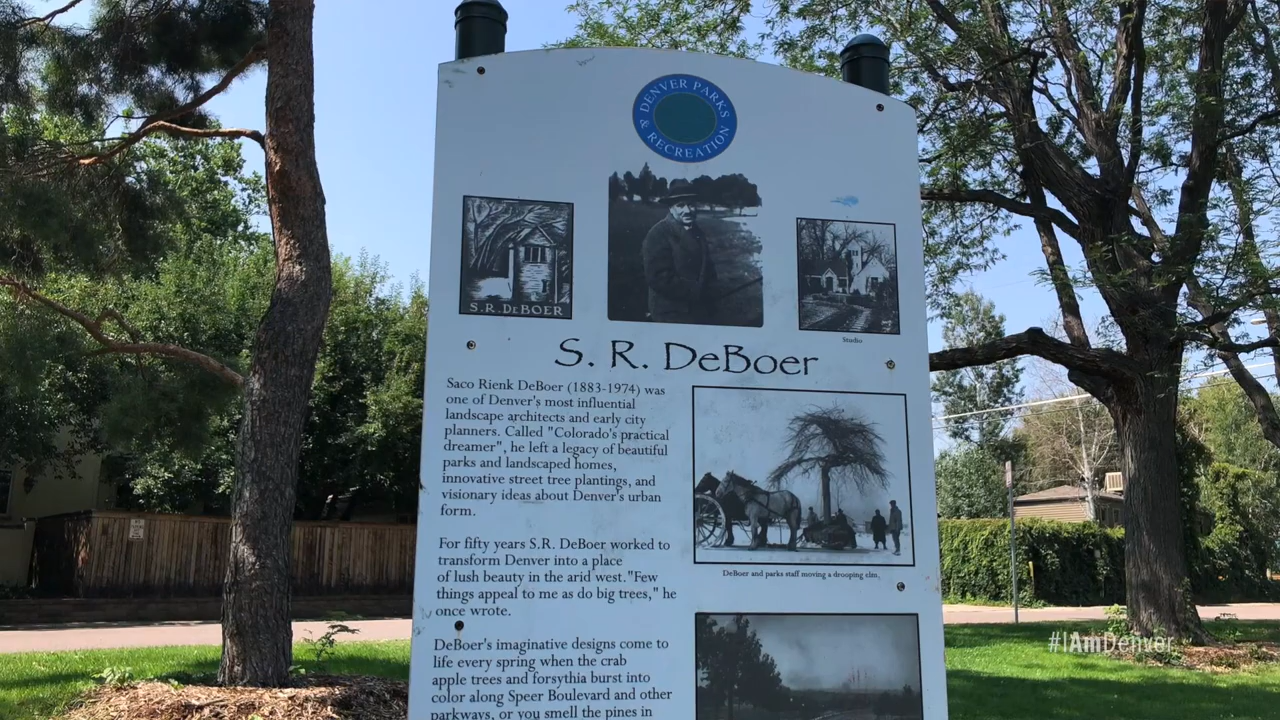 DENVER PARKS
& RECREATION
S.R. DEBOER
Studio
S. R. DeBoer
Saco Rienk DeBoer (1883-1974) was
one of Denver's most influential
landscape architects and early city
planners. Called "Colorado's practical
dreamer", he left a legacy of beautiful
parks and landscaped homes,
innovative street tree plantings, and
visionary ideas about Denver's urban
form.
For fifty years S.R. DeBoer worked to
transform Denver into a place
of lush beauty in the arid west."Few
things appeal to me as do big trees," he
once wrote.
DeBoer's imaginative designs come to
life every spring when the crab
apple trees and forsythia burst into
color along Speer Boulevard and other
parkways, or you smell the pines in
DeBoer and parks staff moving a drooping elm.
#IAmDenver